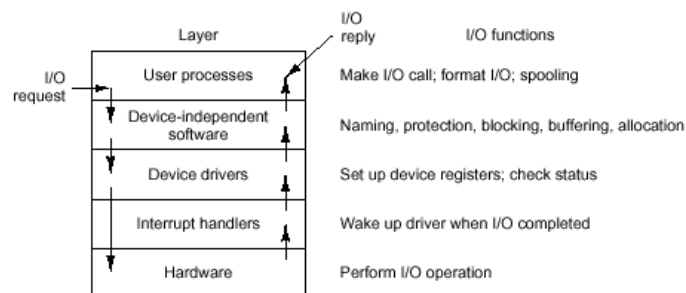 I/O
reply
Layer
I/O functions
I/O
request
User processes
Make I/O call; format I/O; spooling
Device-independent
software
Naming, protection, blocking, buffering, allocation
Device drivers
Set up device registers; check status
Interrupt handlers
Wake up driver when I/O completed
Hardware
Perform I/O operation